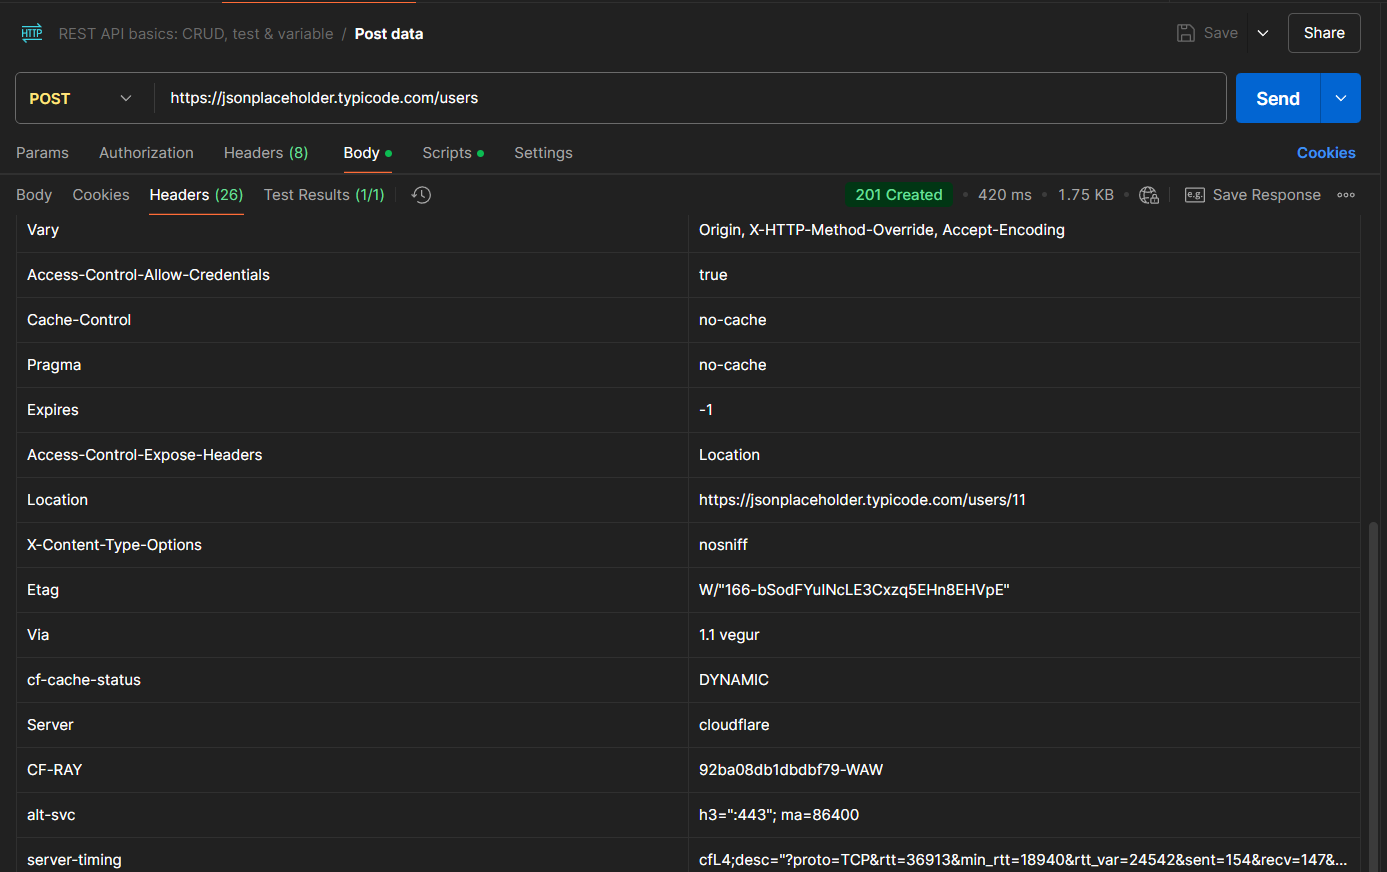 HTTP REST API basics: CRUD, test & variable / Post data Save Share
POST https://jsonplaceholder.typicode.com/users Send
Params Authorization Headers (8) Body Scripts Settings Cookies
Body Cookies Headers (26) Test Results (1/1) 201 Created 420 ms 1.75 KB e.g. Save Response
Vary Origin, X-HTTP-Method-Override, Accept-Encoding
Access-Control-Allow-Credentials true
Cache-Control no-cache
Pragma no-cache
Expires -1
Access-Control-Expose-Headers Location
Location https://jsonplaceholder.typicode.com/users/11
X-Content-Type-Options nosniff
Etag W/"166-bSodFYuINcLE3Cxzq5EHn8EHVpE"
Via 1.1 vegur
cf-cache-status DYNAMIC
Server cloudflare
CF-RAY 92ba08db1dbdbf79-WAW
alt-svc h3=":443"; ma=86400
server-timing cfL4;desc="?proto=TCP&rtt=36913&min_rtt=18940&rtt_var=24542&sent=154&recv=147&...